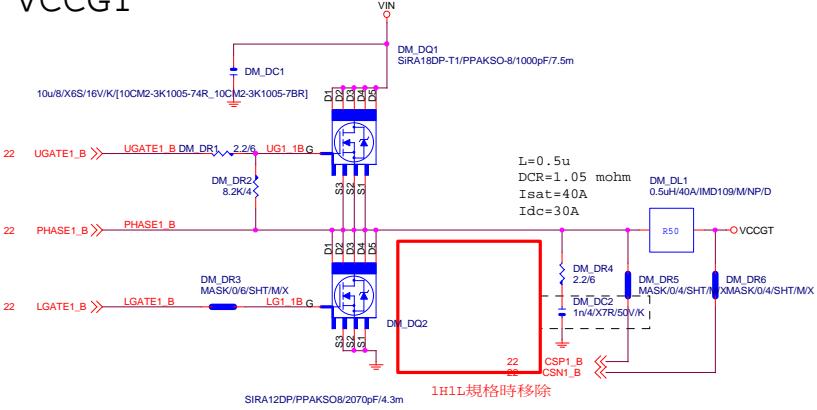 VCCGT
VIN
DM_DQ1
SiRA18DP-T1/PPAKSO-8/1000pF/7.5m
DM_DC1
10u/8/X6S/16V/K/[10CM2-3K1005-74R_10CM2-3K1005-7BR]
D1 D2 D3 D4 D5
22 UGATE1_B UGATE1_B DM_DR1 2.2/6 UG1_1B G
S3 S2 S1
DM_DR2
8.2K/4
L=0.5u
DCR=1.05 mohm
Isat=40A
Idc=30A
DM_DL1
0.5uH/40A/IMD109/M/NP/D
22 PHASE1_B PHASE1_B
R50
VCCGT
D1 D2 D3 D4 D5
DM_DR3
MASK/0/6/SHT/M/X
DM_DR4
2.2/6
DM_DR5
MASK/0/4/SHT/M/X
DM_DR6
MASK/0/4/SHT/M/X
22 LGATE1_B LGATE1_B LG1_1B G
DM_DC2
1n/4/X7R/50V/K
DM_DQ2
S3 S2 S1
22 CSP1_B
22 CSN1_B
1H1L規格時移除
SIRA12DP/PPAKSO8/2070pF/4.3m